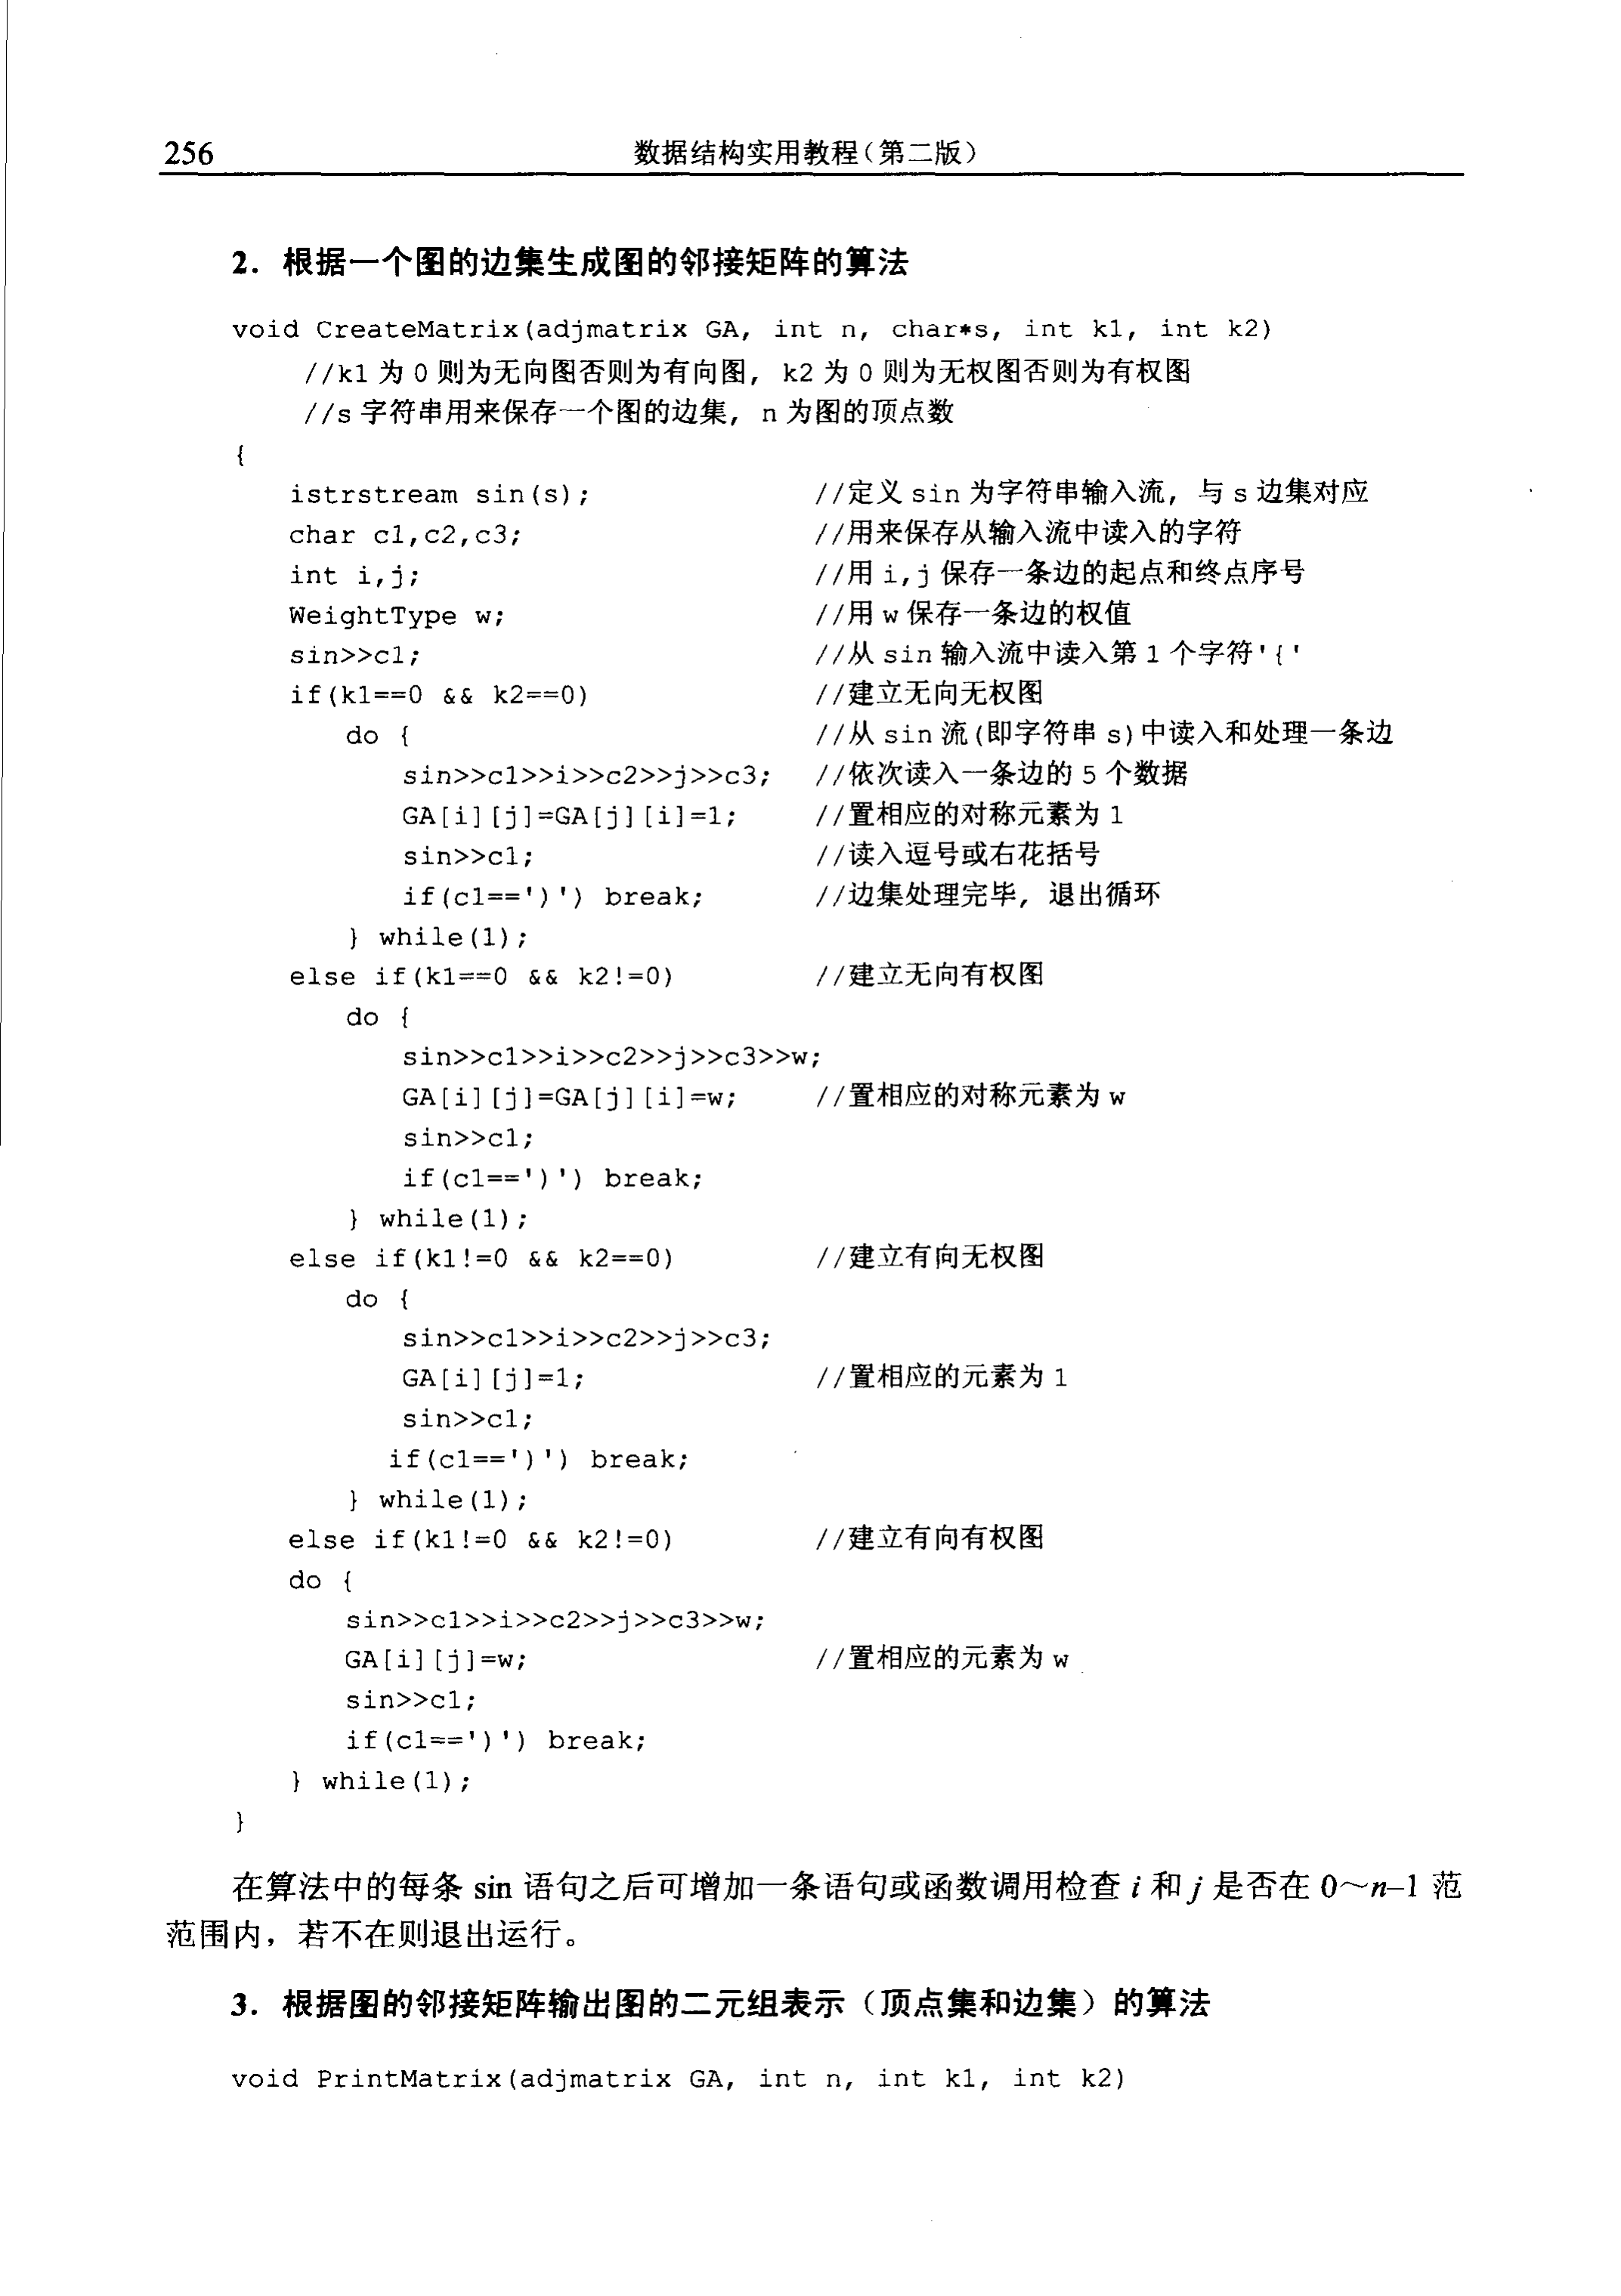 256
数据结构实用教程(第二版)
2. 根据一个图的边集生成图的邻接矩阵的算法
void CreateMatrix(adjmatrix GA, int n, char*s, int k1, int k2)
//k1 为 0 则为无向图否则为有向图, k2 为 0 则为无权图否则为有权图
//s 字符串用来保存一个图的边集, n 为图的顶点数
{
istrstream sin(s); //定义 sin 为字符串输入流, 与 s 边集对应
char c1,c2,c3; //用来保存从输入流中读入的字符
int i,j; //用 i,j 保存一条边的起点和终点序号
WeightType w; //用 w 保存一条边的权值
sin>>c1; //从 sin 输入流中读入第 1 个字符'{'
if(k1==0 && k2==0) //建立无向无权图
do { //从 sin 流(即字符串 s)中读入和处理一条边
sin>>c1>>i>>c2>>j>>c3; //依次读入一条边的 5 个数据
GA[i][j]=GA[j][i]=1; //置相应的对称元素为 1
sin>>c1; //读入逗号或右花括号
if(c1==')') break; //边集处理完毕, 退出循环
} while(1);
else if(k1==0 && k2!=0) //建立无向有权图
do {
sin>>c1>>i>>c2>>j>>c3>>w;
GA[i][j]=GA[j][i]=w; //置相应的对称元素为 w
sin>>c1;
if(c1==')') break;
} while(1);
else if(k1!=0 && k2==0) //建立有向无权图
do {
sin>>c1>>i>>c2>>j>>c3;
GA[i][j]=1; //置相应的元素为 1
sin>>c1;
if(c1==')') break;
} while(1);
else if(k1!=0 && k2!=0) //建立有向有权图
do {
sin>>c1>>i>>c2>>j>>c3>>w;
GA[i][j]=w; //置相应的元素为 w
sin>>c1;
if(c1==')') break;
} while(1);
}
在算法中的每条 sin 语句之后可增加一条语句或函数调用检查 i 和 j 是否在 0~n–1 范
范围内，若不在则退出运行。
3. 根据图的邻接矩阵输出图的二元组表示（顶点集和边集）的算法
void PrintMatrix(adjmatrix GA, int n, int k1, int k2)